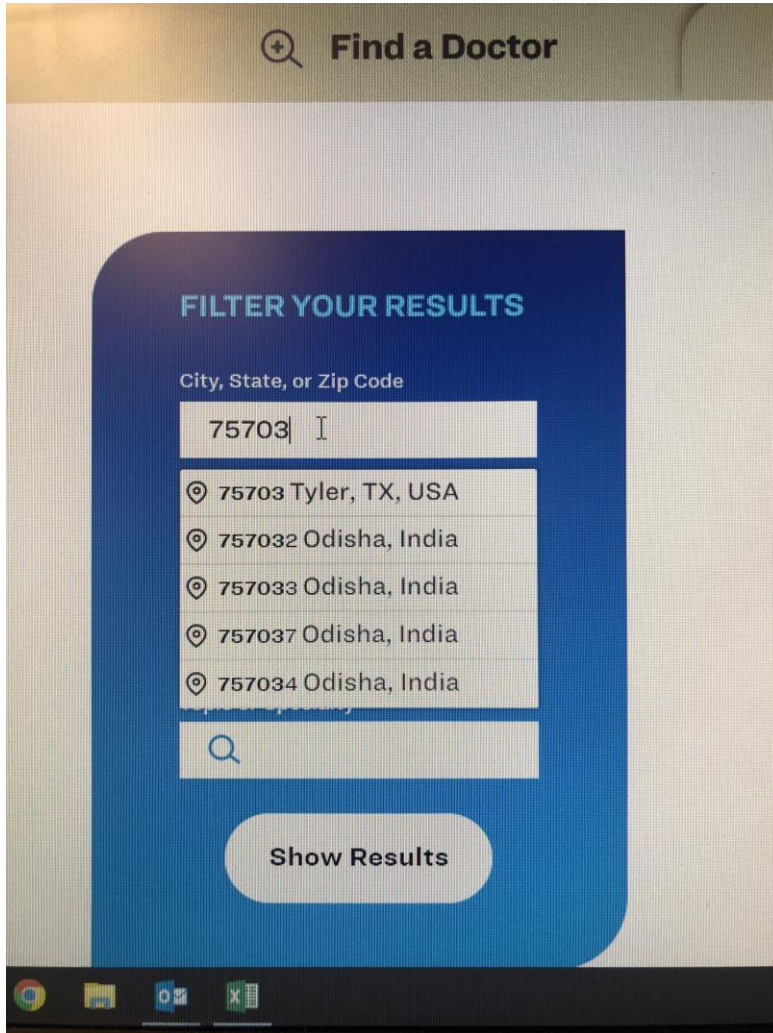 Find a Doctor
FILTER YOUR RESULTS
City, State, or Zip Code
75703
75703 Tyler, TX, USA
757032 Odisha, India
757033 Odisha, India
757037 Odisha, India
757034 Odisha, India
Show Results